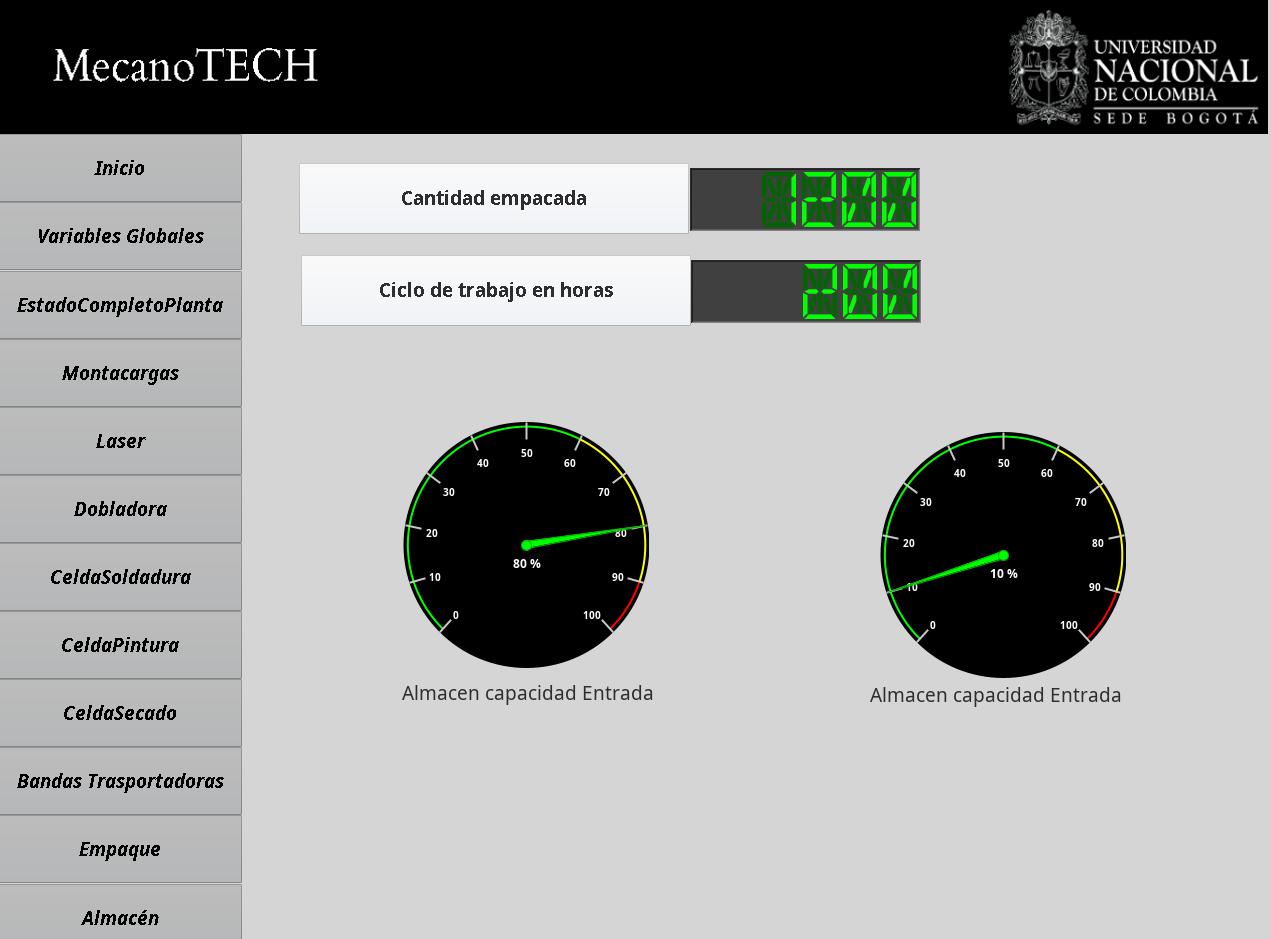 MecanoTECH
UNIVERSIDAD
NACIONAL
DE COLOMBIA
SEDE BOGOTÁ
Inicio
Variables Globales
EstadoCompletoPlanta
Montacargas
Laser
Dobladora
CeldaSoldadura
CeldaPintura
CeldaSecado
Bandas Trasportadoras
Empaque
Almacén
Cantidad empacada 1200
Ciclo de trabajo en horas 200
0
10
20
30
40
50
60
70
80
90
100
80 %
Almacen capacidad Entrada
0
10
20
30
40
50
60
70
80
90
100
10 %
Almacen capacidad Entrada